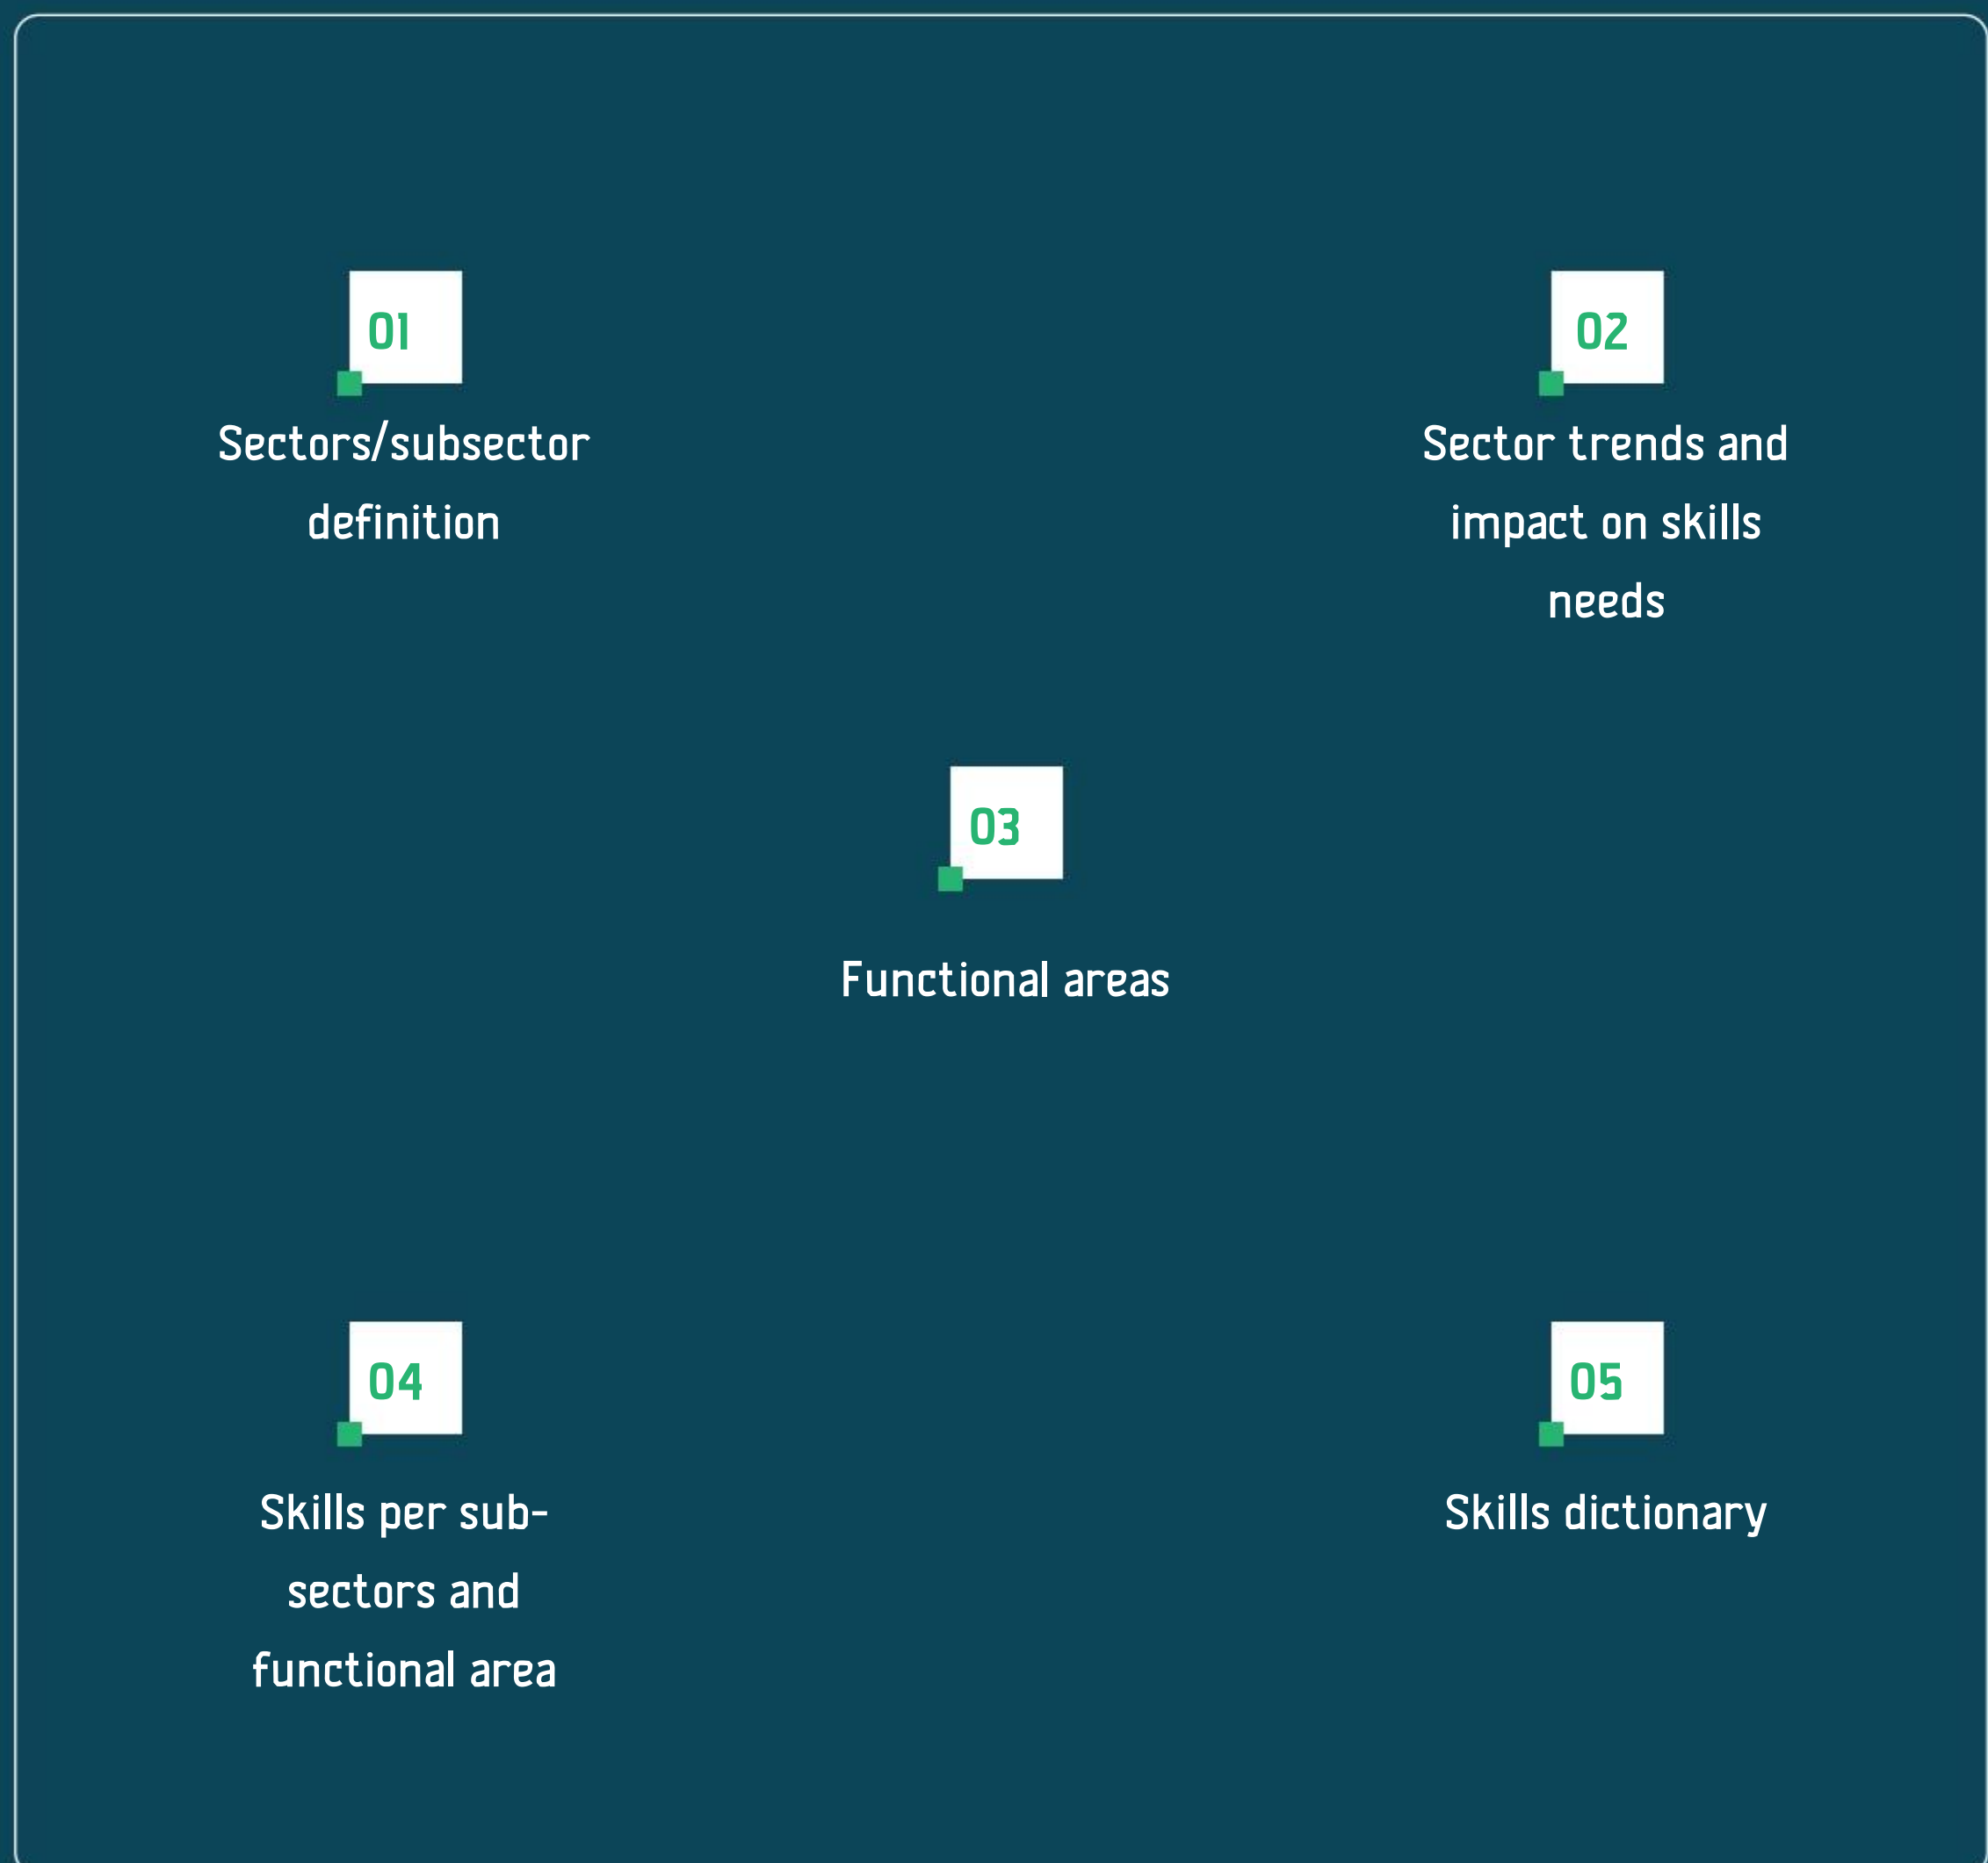 01
Sectors/subsector
definition
02
Sector trends and
impact on skills
needs
03
Functional areas
04
Skills per sub-
sectors and
functional area
05
Skills dictionary